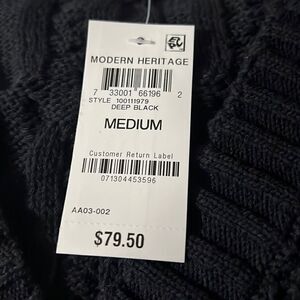 MODERN HERITAGE
7 33001 66196 2
STYLE 100111979
DEEP BLACK
MEDIUM
Customer Return Label
071304453596
AA03-002
$79.50